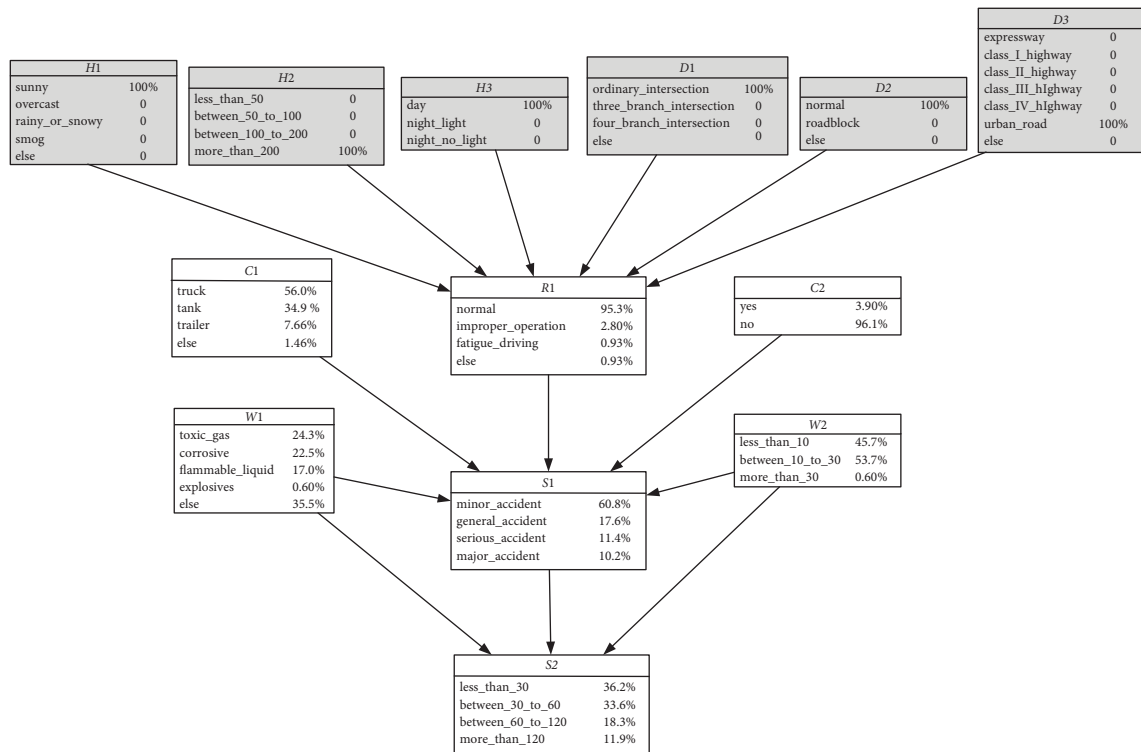 D3
expressway 0
class_I_highway 0
class_II_highway 0
class_III_hIghway 0
class_IV_hIghway 0
urban_road 100%
else 0
H1
sunny 100%
overcast 0
rainy_or_snowy 0
smog 0
else 0
H2
less_than_50 0
between_50_to_100 0
between_100_to_200 0
more_than_200 100%
H3
day 100%
night_light 0
night_no_light 0
D1
ordinary_intersection 100%
three_branch_intersection 0
four_branch_intersection 0
else 0
D2
normal 100%
roadblock 0
else 0
C1
truck 56.0%
tank 34.9 %
trailer 7.66%
else 1.46%
R1
normal 95.3%
improper_operation 2.80%
fatigue_driving 0.93%
else 0.93%
C2
yes 3.90%
no 96.1%
W1
toxic_gas 24.3%
corrosive 22.5%
flammable_liquid 17.0%
explosives 0.60%
else 35.5%
W2
less_than_10 45.7%
between_10_to_30 53.7%
more_than_30 0.60%
S1
minor_accident 60.8%
general_accident 17.6%
serious_accident 11.4%
major_accident 10.2%
S2
less_than_30 36.2%
between_30_to_60 33.6%
between_60_to_120 18.3%
more_than_120 11.9%